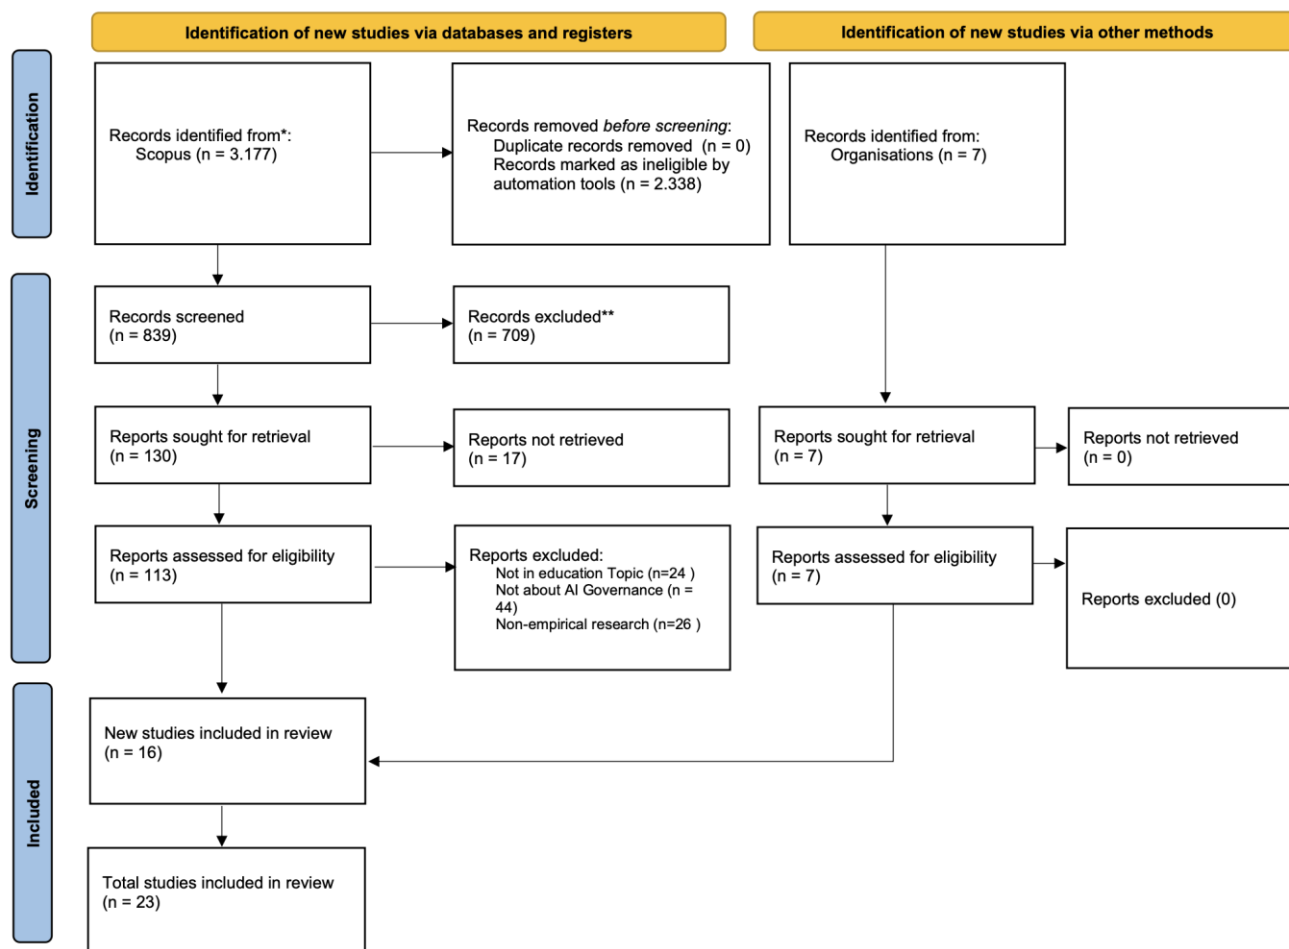 Identification of new studies via databases and registers
Identification of new studies via other methods
Identification
Records identified from*:
Scopus (n = 3.177)
Records removed before screening:
Duplicate records removed (n = 0)
Records marked as ineligible by
automation tools (n = 2.338)
Records identified from:
Organisations (n = 7)
Screening
Records screened
(n = 839)
Records excluded**
(n = 709)
Reports sought for retrieval
(n = 130)
Reports not retrieved
(n = 17)
Reports sought for retrieval
(n = 7)
Reports not retrieved
(n = 0)
Reports assessed for eligibility
(n = 113)
Reports excluded:
Not in education Topic (n=24 )
Not about AI Governance (n =
44)
Non-empirical research (n=26 )
Reports assessed for eligibility
(n = 7)
Reports excluded (0)
Included
New studies included in review
(n = 16)
Total studies included in review
(n = 23)